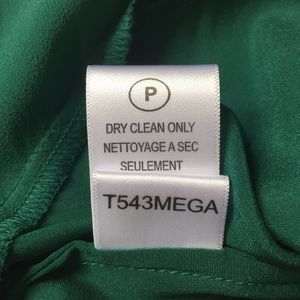 P
DRY CLEAN ONLY
NETTOYAGE A SEC
SEULEMENT
T543MEGA